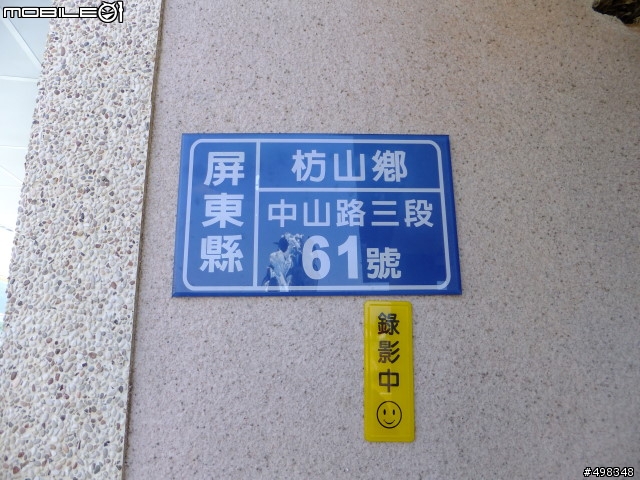 MOBILE01
屏東縣
枋山鄉
中山路三段
61號
錄影中
#498348